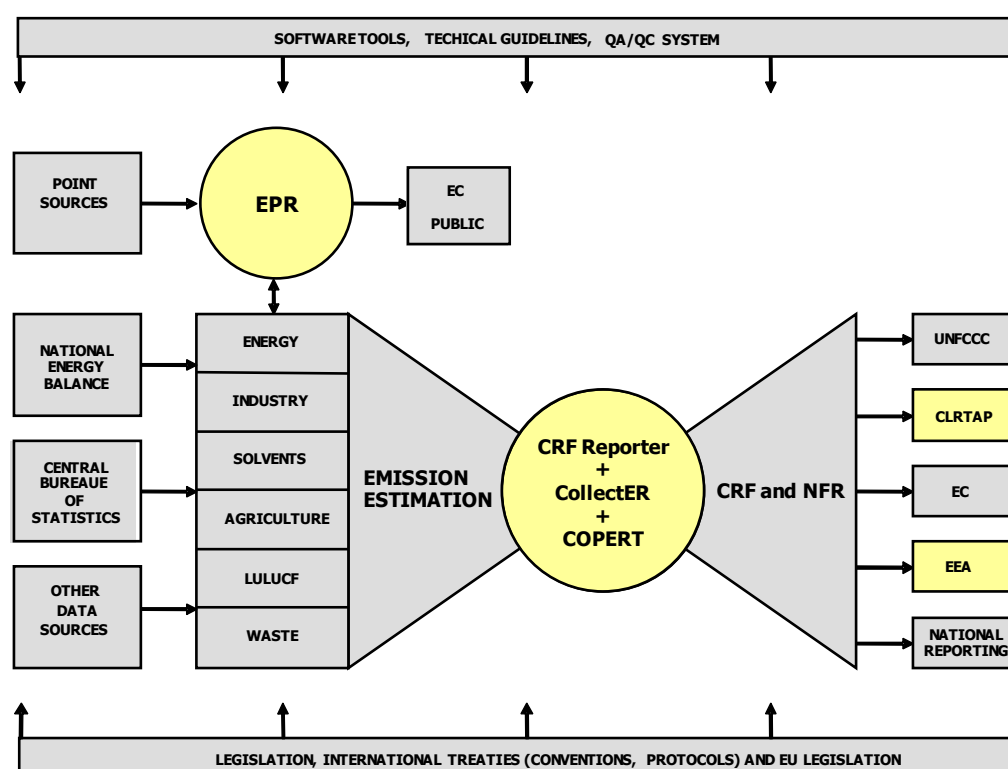 SOFTWARE TOOLS, TECHICAL GUIDELINES, QA/QC SYSTEM
POINT
SOURCES
EPR
EC
PUBLIC
NATIONAL
ENERGY
BALANCE
CENTRAL
BUREAUE
OF
STATISTICS
OTHER
DATA
SOURCES
ENERGY
INDUSTRY
SOLVENTS
AGRICULTURE
LULUCF
WASTE
EMISSION
ESTIMATION
CRF Reporter
+
CollectER
+
COPERT
CRF and NFR
UNFCCC
CLRTAP
EC
EEA
NATIONAL
REPORTING
LEGISLATION, INTERNATIONAL TREATIES (CONVENTIONS, PROTOCOLS) AND EU LEGISLATION